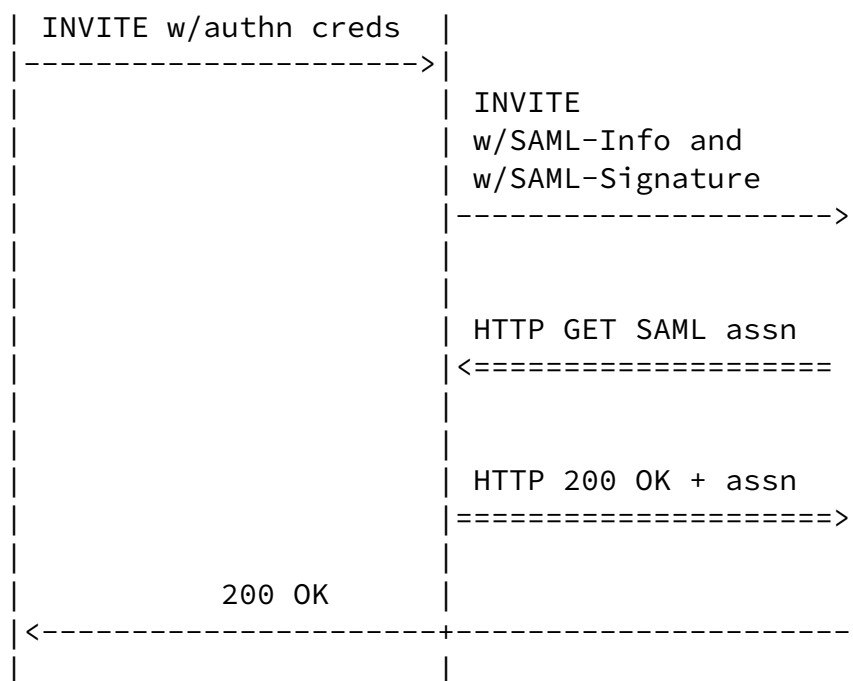 INVITE w/authn creds
---------------------->
INVITE
w/SAML-Info and
w/SAML-Signature
--------------------->
HTTP GET SAML assn
<====================
HTTP 200 OK + assn
=====================>
200 OK
<----------------------+----------------------